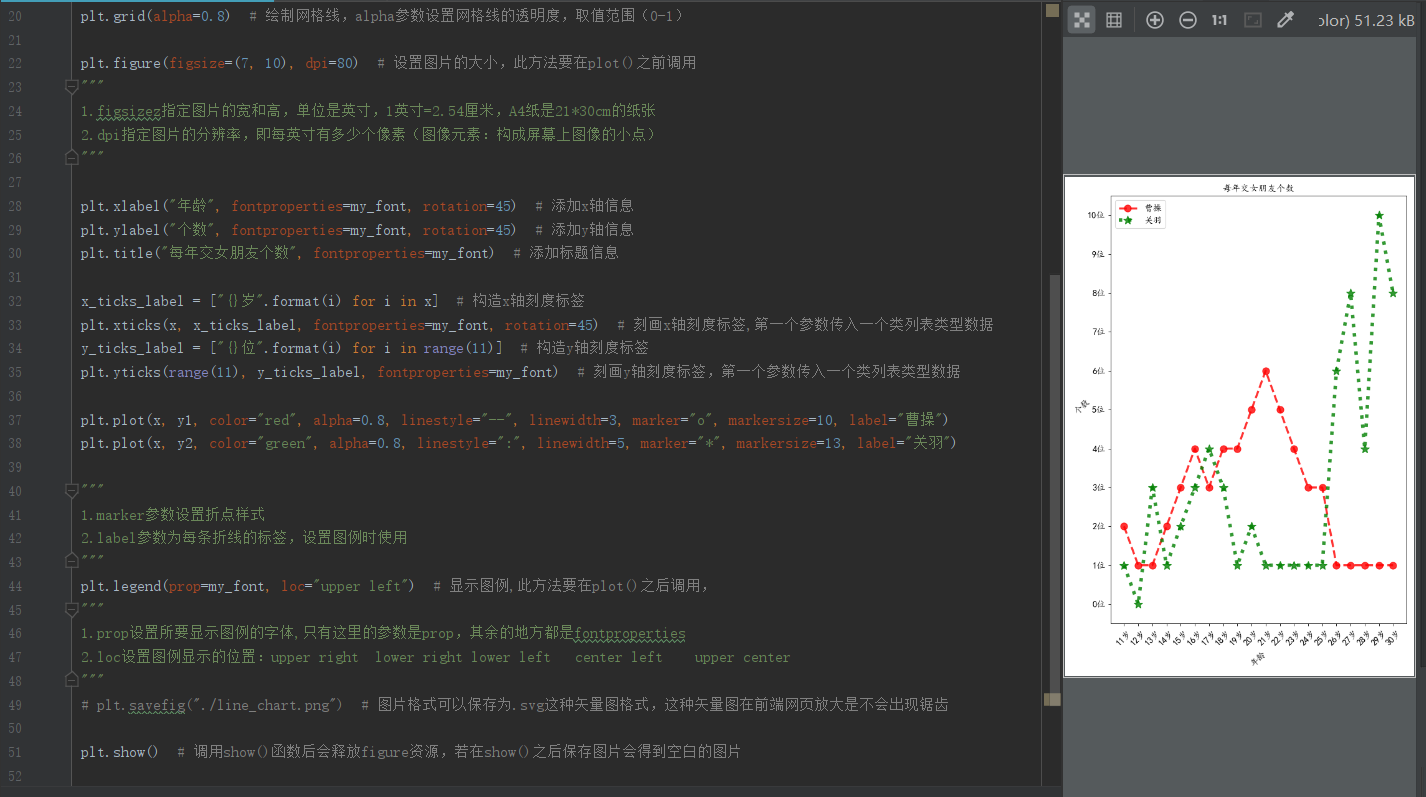 20 plt.grid(alpha=0.8)  # 绘制网格线，alpha参数设置网格线的透明度，取值范围（0-1）
21
22 plt.figure(figsize=(7, 10), dpi=80)  # 设置图片的大小，此方法要在plot()之前调用
23 """
24 1.figsizez指定图片的宽和高，单位是英寸，1英寸=2.54厘米，A4纸是21*30cm的纸张
25 2.dpi指定图片的分辨率，即每英寸有多少个像素（图像元素：构成屏幕上图像的小点）
26 """
27
28 plt.xlabel("年龄", fontproperties=my_font, rotation=45)  # 添加x轴信息
29 plt.ylabel("个数", fontproperties=my_font, rotation=45)  # 添加y轴信息
30 plt.title("每年交女朋友个数", fontproperties=my_font)  # 添加标题信息
31
32 x_ticks_label = ["{}岁".format(i) for i in x]  # 构造x轴刻度标签
33 plt.xticks(x, x_ticks_label, fontproperties=my_font, rotation=45)  # 刻画x轴刻度标签,第一个参数传入一个类列表类型数据
34 y_ticks_label = ["{}位".format(i) for i in range(11)]  # 构造y轴刻度标签
35 plt.yticks(range(11), y_ticks_label, fontproperties=my_font)  # 刻画y轴刻度标签，第一个参数传入一个类列表类型数据
36
37 plt.plot(x, y1, color="red", alpha=0.8, linestyle="--", linewidth=3, marker="o", markersize=10, label="曹操")
38 plt.plot(x, y2, color="green", alpha=0.8, linestyle=":", linewidth=5, marker="*", markersize=13, label="关羽")
39
40 """
41 1.marker参数设置折点样式
42 2.label参数为每条折线的标签，设置图例时使用
43 """
44 plt.legend(prop=my_font, loc="upper left")  # 显示图例,此方法要在plot()之后调用，
45 """
46 1.prop设置所要显示图例的字体,只有这里的参数是prop，其余的地方都是fontproperties
47 2.loc设置图例显示的位置：upper right  lower right lower left   center left    upper center
48 """
49 # plt.savefig("./line_chart.png")  # 图片格式可以保存为.svg这种矢量图格式，这种矢量图在前端网页放大是不会出现锯齿
50
51 plt.show()  # 调用show()函数后会释放figure资源，若在show()之后保存图片会得到空白的图片
52
1:1
olor) 51.23 kB
每年交女朋友个数
曹操
关羽
10位
9位
8位
7位
6位
5位
4位
3位
2位
1位
0位
个数
11岁 12岁 13岁 14岁 15岁 16岁 17岁 18岁 19岁 20岁 21岁 22岁 23岁 24岁 25岁 26岁 27岁 28岁 29岁 30岁
年龄